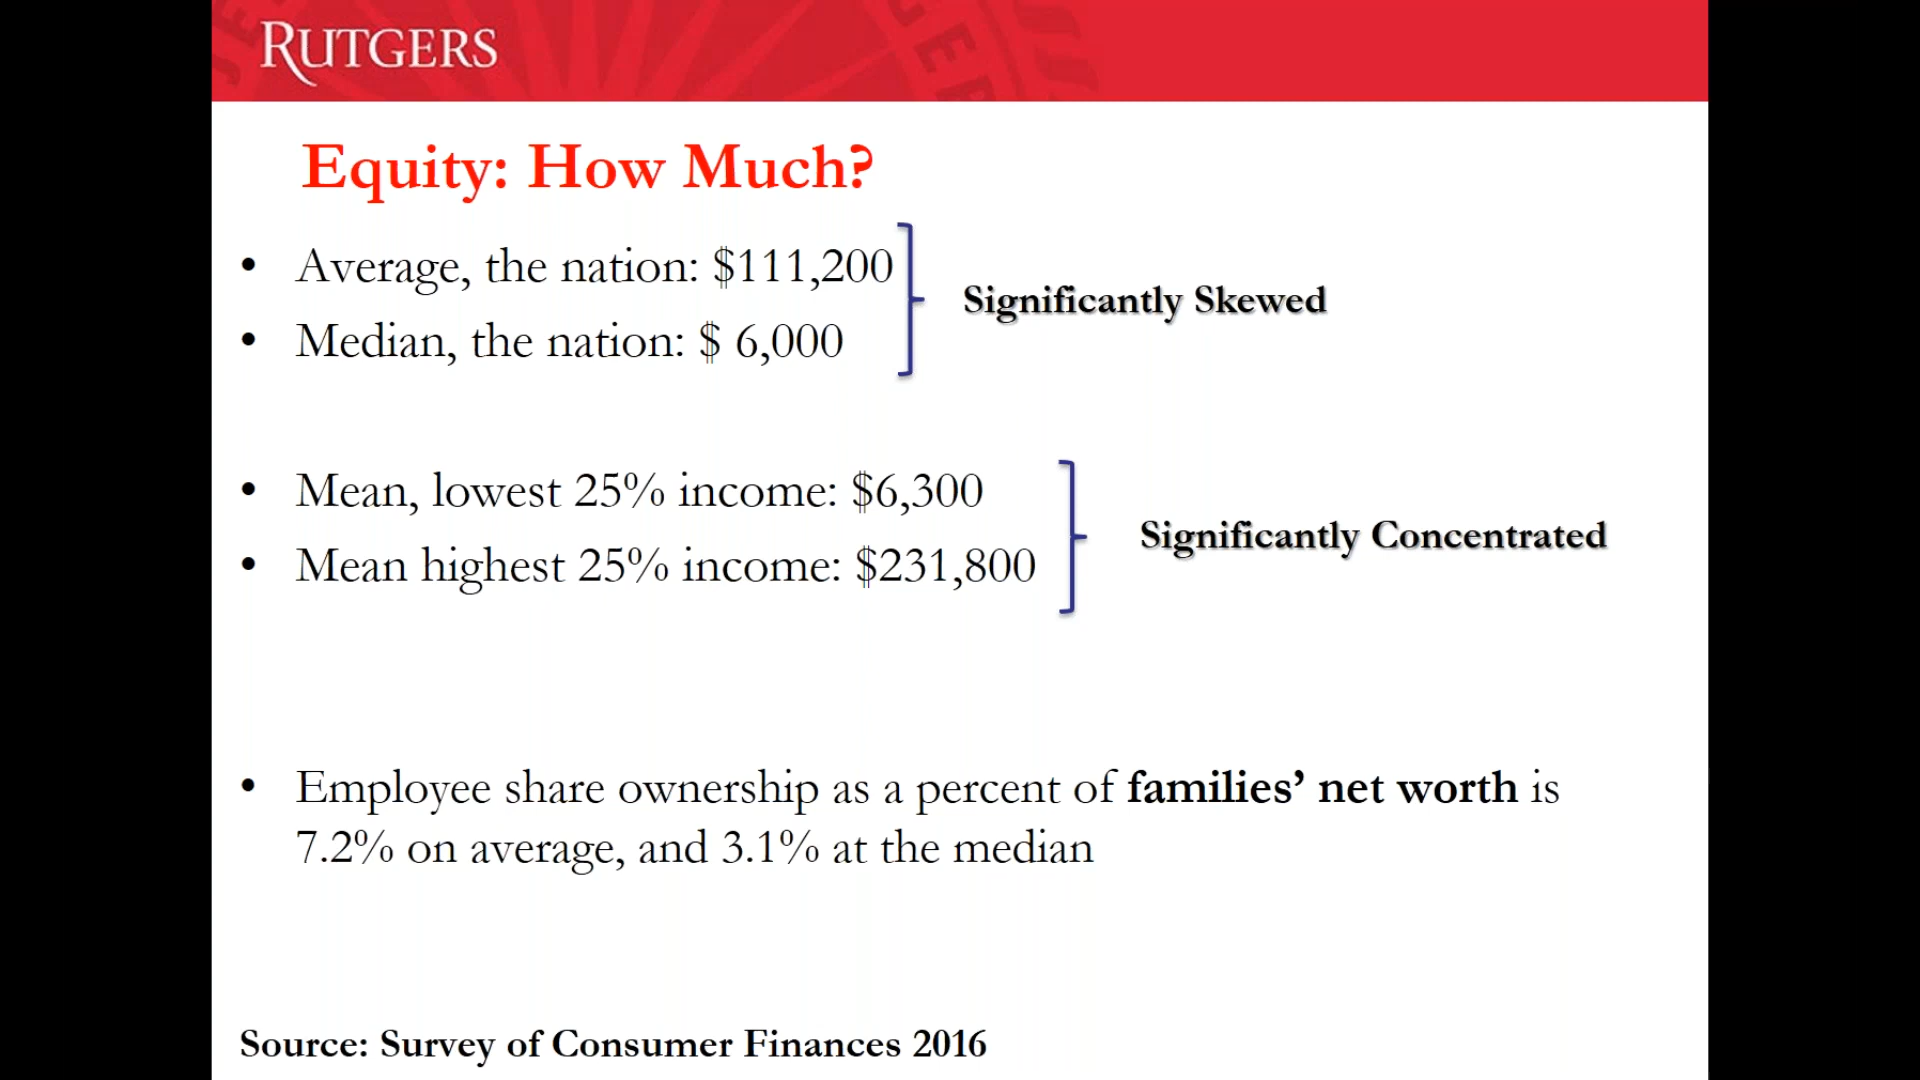 RUTGERS
Equity: How Much?
• Average, the nation: $111,200
• Median, the nation: $ 6,000
Significantly Skewed
• Mean, lowest 25% income: $6,300
• Mean highest 25% income: $231,800
Significantly Concentrated
• Employee share ownership as a percent of families’ net worth is
7.2% on average, and 3.1% at the median
Source: Survey of Consumer Finances 2016